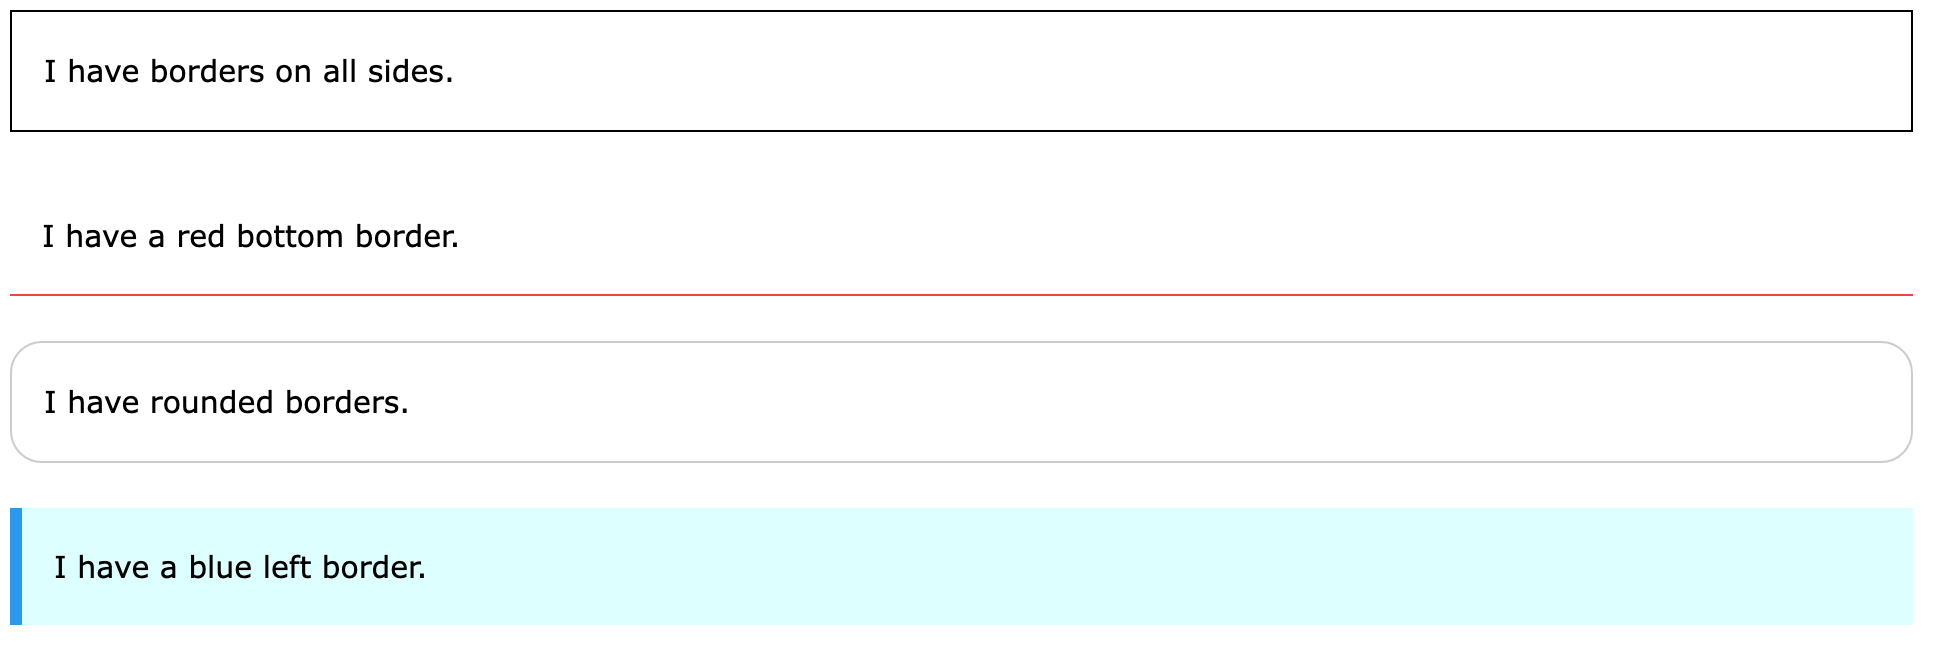 I have borders on all sides.
I have a red bottom border.
I have rounded borders.
I have a blue left border.